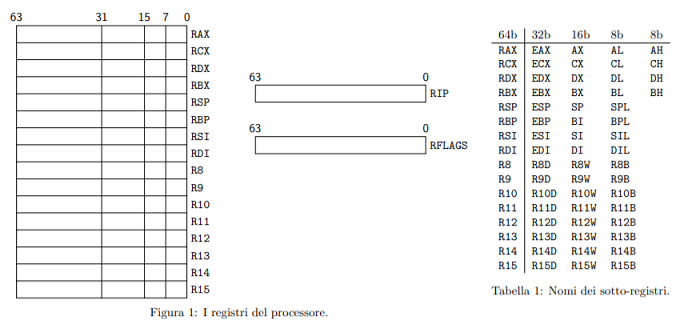 63 31 15 7 0
RAX
RCX
RDX
RBX
RSP
RBP
RSI
RDI
R8
R9
R10
R11
R12
R13
R14
R15
Figura 1: I registri del processore.
63 0
RIP
63 0
RFLAGS
64b 32b 16b 8b 8b
RAX EAX AX AL AH
RCX ECX CX CL CH
RDX EDX DX DL DH
RBX EBX BX BL BH
RSP ESP SP SPL
RBP EBP BI BPL
RSI ESI SI SIL
RDI EDI DI DIL
R8 R8D R8W R8B
R9 R9D R9W R9B
R10 R10D R10W R10B
R11 R11D R11W R11B
R12 R12D R12W R12B
R13 R13D R13W R13B
R14 R14D R14W R14B
R15 R15D R15W R15B
Tabella 1: Nomi dei sotto-registri.